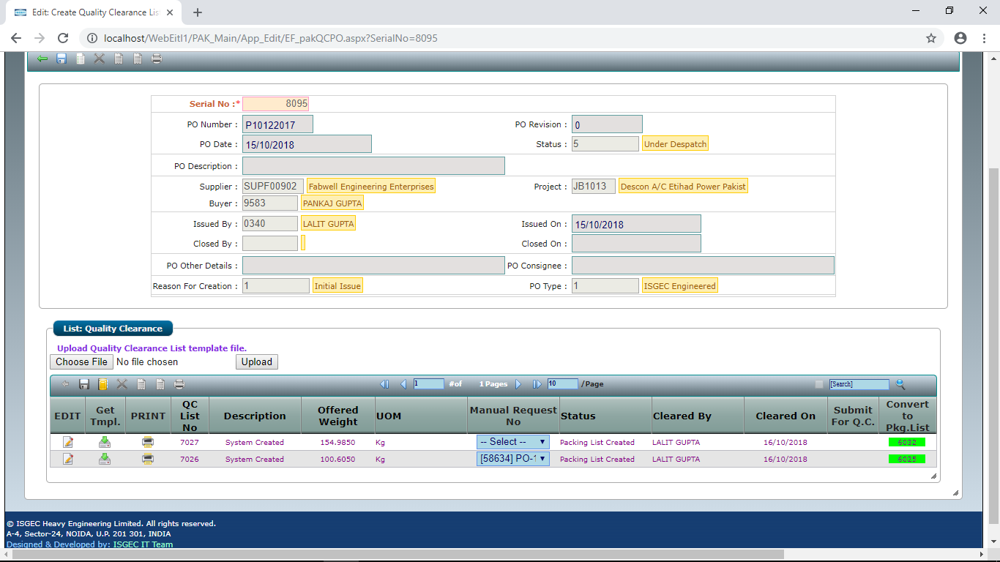 Edit: Create Quality Clearance Lis
localhost/WebEitl1/PAK_Main/App_Edit/EF_pakQCPO.aspx?SerialNo=8095
Serial No :* 8095
PO Number : P10122017 PO Revision : 0
PO Date : 15/10/2018 Status : 5 Under Despatch
PO Description :
Supplier : SUPF00902 Fabwell Engineering Enterprises Project : JB1013 Descon A/C Etihad Power Pakist
Buyer : 9583 PANKAJ GUPTA
Issued By : 0340 LALIT GUPTA Issued On : 15/10/2018
Closed By : Closed On :
PO Other Details : PO Consignee :
Reason For Creation : 1 Initial Issue PO Type : 1 ISGEC Engineered
List: Quality Clearance
Upload Quality Clearance List template file.
Choose File No file chosen Upload
1 #of 1 Pages 10 /Page [Search]
EDIT Get Tmpl. PRINT QC List No Description Offered Weight UOM Manual Request No Status Cleared By Cleared On Submit For Q.C. Convert to Pkg.List
7027 System Created 154.9850 Kg -- Select -- Packing List Created LALIT GUPTA 16/10/2018 6032
7026 System Created 100.6050 Kg [58634] PO-1 Packing List Created LALIT GUPTA 16/10/2018 6025
© ISGEC Heavy Engineering Limited. All rights reserved.
A-4, Sector-24, NOIDA, U.P. 201 301, INDIA
Designed & Developed by: ISGEC IT Team